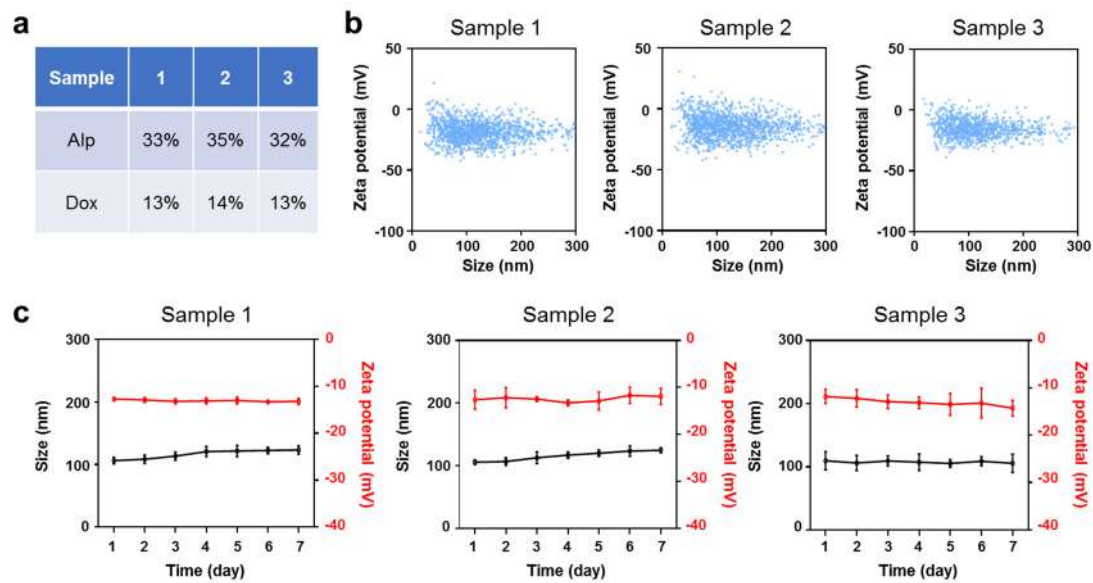 a
Sample 1 2 3
Alp 33% 35% 32%
Dox 13% 14% 13%
b
Sample 1
50
0
-50
-100
Zeta potential (mV)
0 100 200 300
Size (nm)
Sample 2
50
0
-50
-100
Zeta potential (mV)
0 100 200 300
Size (nm)
Sample 3
50
0
-50
-100
Zeta potential (mV)
0 100 200 300
Size (nm)
c
Sample 1
300
200
100
0
Size (nm)
0
-10
-20
-30
-40
Zeta potential (mV)
1 2 3 4 5 6 7
Time (day)
Sample 2
300
200
100
0
Size (nm)
0
-10
-20
-30
-40
Zeta potential (mV)
1 2 3 4 5 6 7
Time (day)
Sample 3
300
200
100
0
Size (nm)
0
-10
-20
-30
-40
Zeta potential (mV)
1 2 3 4 5 6 7
Time (day)